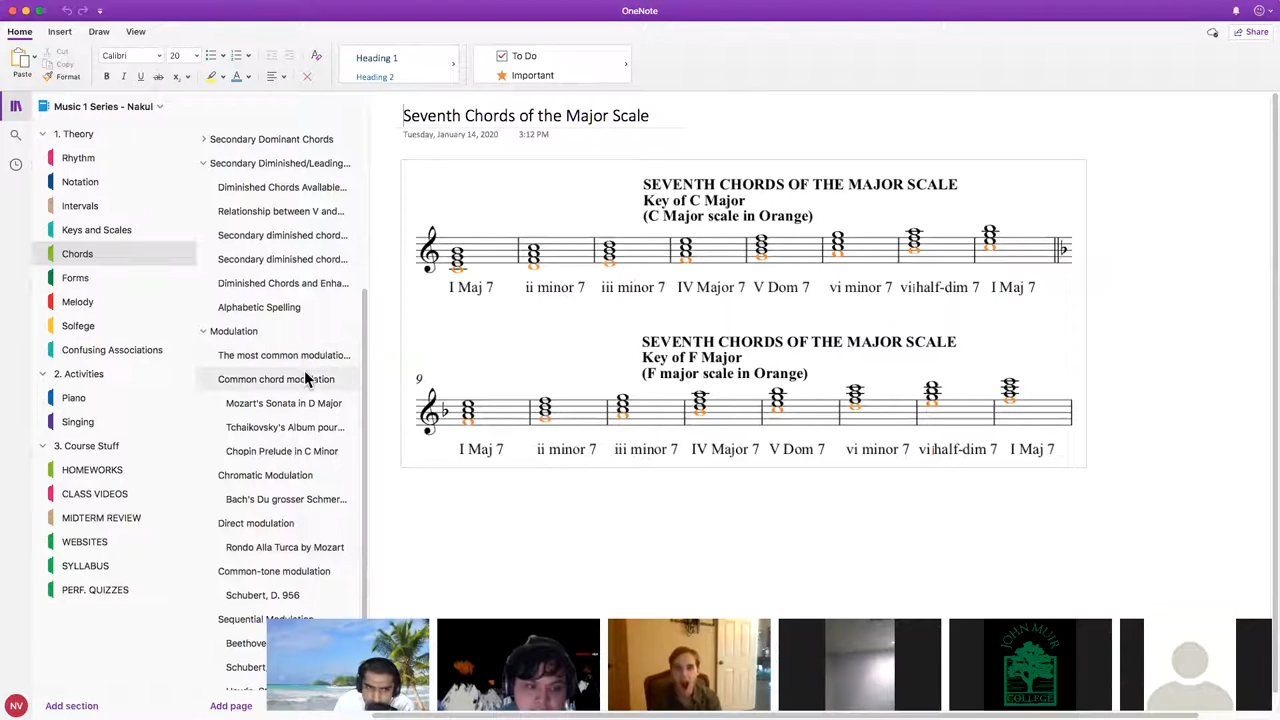 OneNote
Home Insert Draw View
Share
Paste
Cut
Copy
Format
Calibri 20
B I U ab x
A
Heading 1
Heading 2
To Do
Important
Music 1 Series - Nakul
1. Theory
Rhythm
Notation
Intervals
Keys and Scales
Chords
Forms
Melody
Solfege
Confusing Associations
2. Activities
Piano
Singing
3. Course Stuff
HOMEWORKS
CLASS VIDEOS
MIDTERM REVIEW
WEBSITES
SYLLABUS
PERF. QUIZZES
NV
Add section
Secondary Dominant Chords
Secondary Diminished/Leading...
Diminished Chords Available...
Relationship between V and...
Secondary diminished chord...
Secondary diminished chord...
Diminished Chords and Enha...
Alphabetic Spelling
Modulation
The most common modulatio...
Common chord modulation
Mozart's Sonata in D Major
Tchaikovsky's Album pour...
Chopin Prelude in C Minor
Chromatic Modulation
Bach's Du grosser Schmer...
Direct modulation
Rondo Alla Turca by Mozart
Common-tone modulation
Schubert, D. 956
Sequential Modulation
Beethove
Schubert,
Add page
Seventh Chords of the Major Scale
Tuesday, January 14, 2020 3:12 PM
SEVENTH CHORDS OF THE MAJOR SCALE
Key of C Major
(C Major scale in Orange)
I Maj 7 ii minor 7 iii minor 7 IV Major 7 V Dom 7 vi minor 7 vii half-dim 7 I Maj 7
SEVENTH CHORDS OF THE MAJOR SCALE
Key of F Major
(F major scale in Orange)
9
I Maj 7 ii minor 7 iii minor 7 IV Major 7 V Dom 7 vi minor 7 vii half-dim 7 I Maj 7
JOHN MUIR
COLLEGE